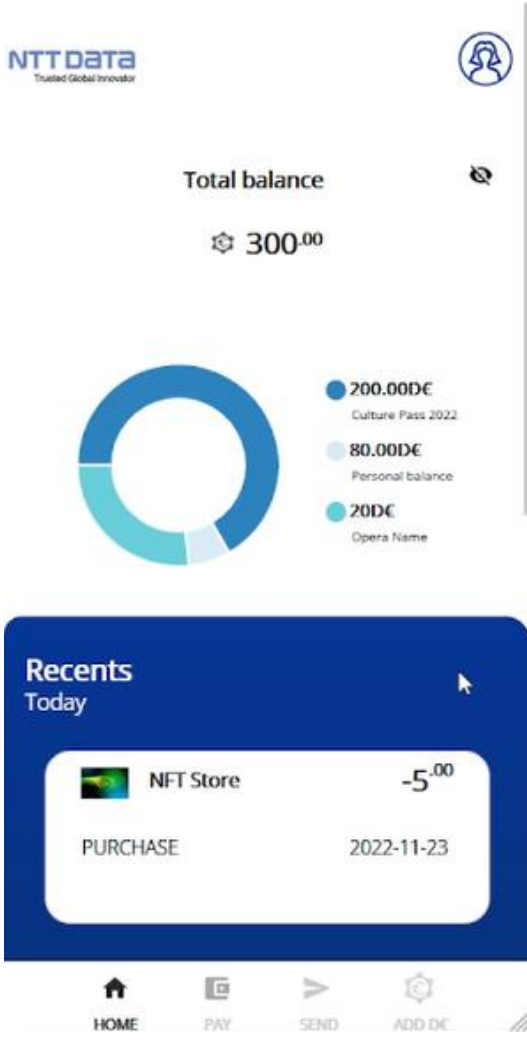 NTT DATA
Trusted Global Innovator
Total balance
300.00
200.00D€
Culture Pass 2022
80.00D€
Personal balance
20D€
Opera Name
Recents
Today
NFT Store -5.00
PURCHASE 2022-11-23
HOME PAY SEND ADD D€